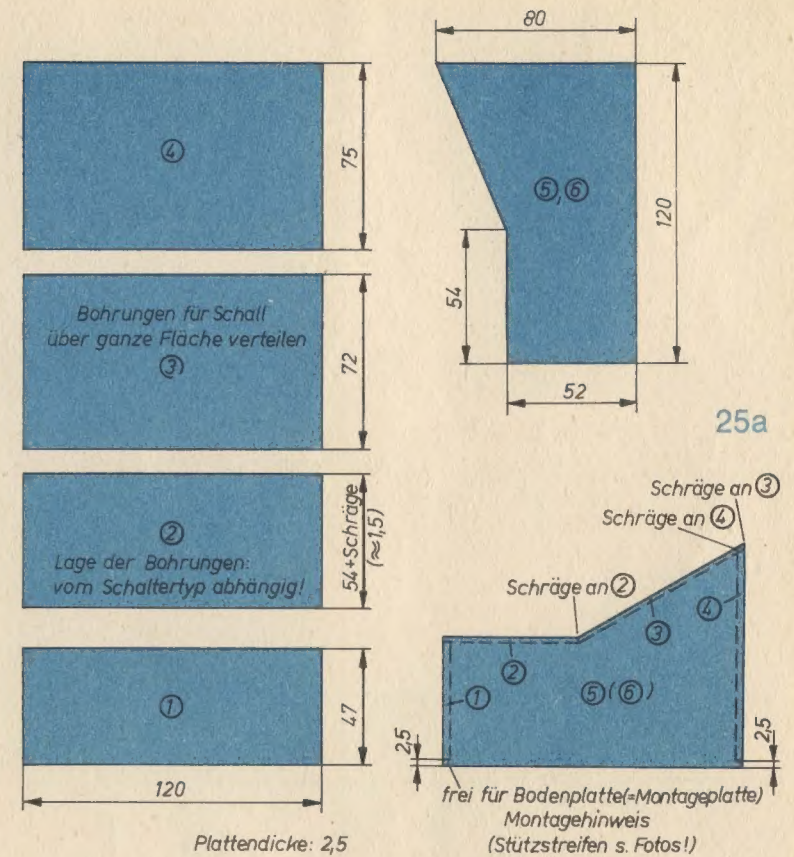 80
④
75
⑤,⑥
120
Bohrungen für Schall
über ganze Fläche verteilen
③
72
54
52
25a
②
Lage der Bohrungen:
vom Schaltertyp abhängig!
54+Schräge
(≈1,5)
Schräge an ③
Schräge an ④
Schräge an ②
③
④
②
①
⑤(⑥)
①
47
2,5
2,5
120
frei für Bodenplatte(=Montageplatte)
Montagehinweis
(Stützstreifen s. Fotos!)
Plattendicke: 2,5